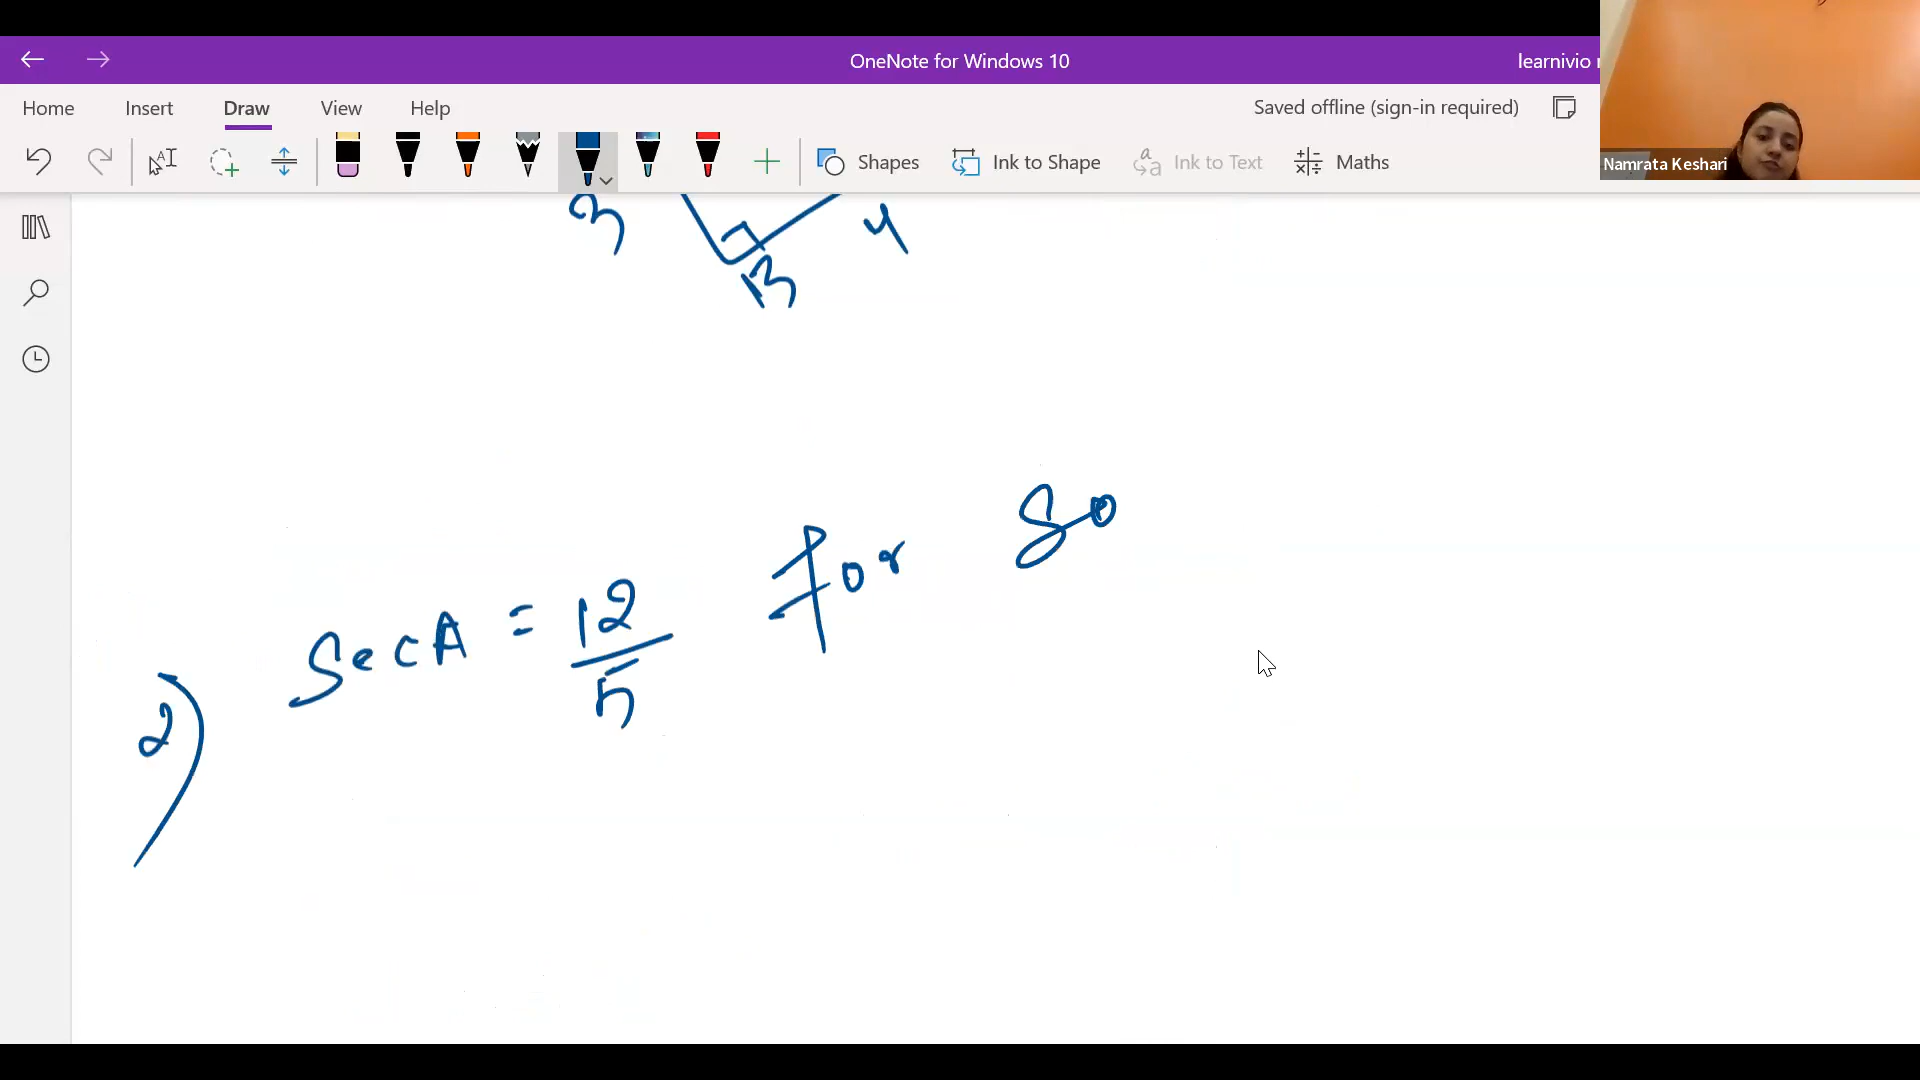 OneNote for Windows 10
learnivio
Home Insert Draw View Help
Saved offline (sign-in required)
Shapes Ink to Shape Ink to Text Maths
Namrata Keshari
3 4
B
2) SecA = 12/5 for So